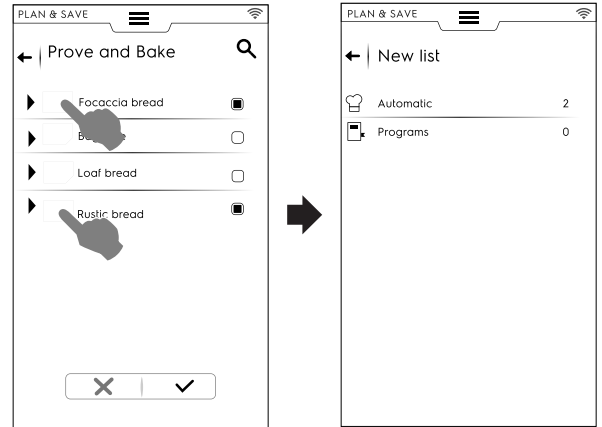 PLAN & SAVE
Prove and Bake
Focaccia bread
Loaf bread
Rustic bread
PLAN & SAVE
New list
Automatic 2
Programs 0